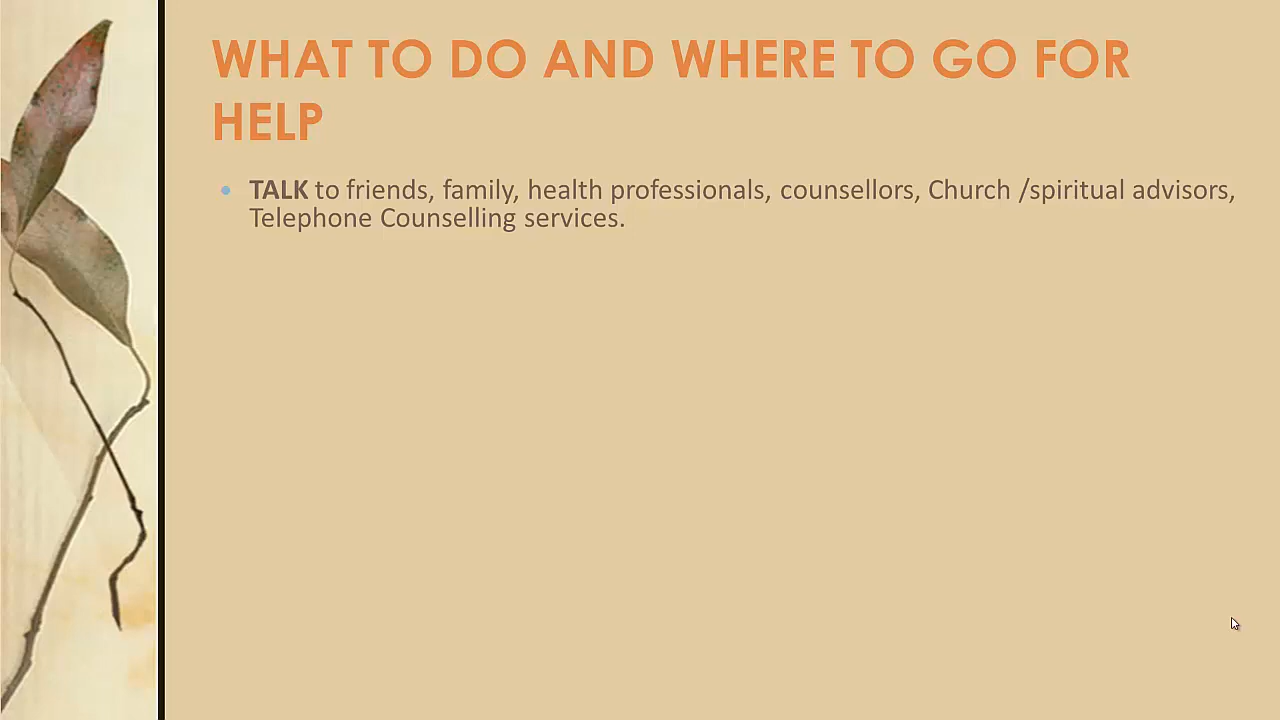 WHAT TO DO AND WHERE TO GO FOR
HELP
• TALK to friends, family, health professionals, counsellors, Church /spiritual advisors,
Telephone Counselling services.